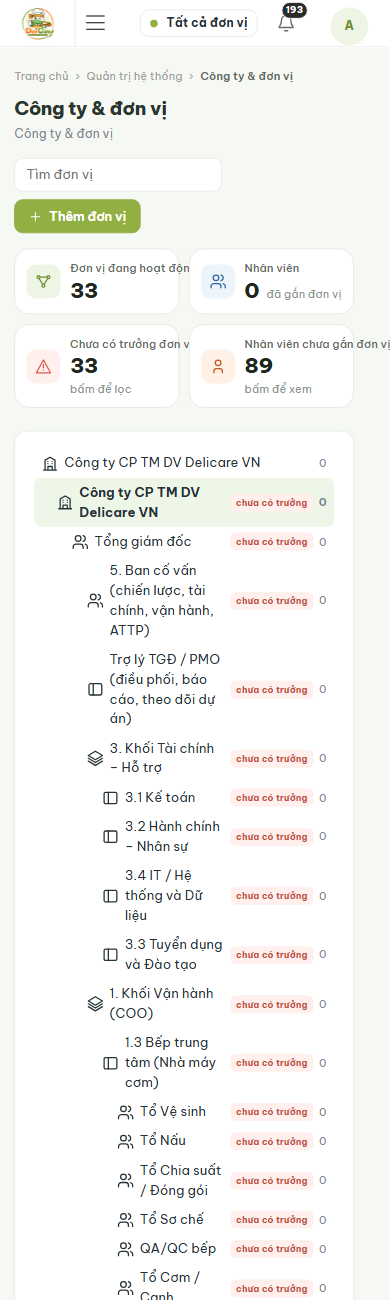 193
Tất cả đơn vị
A
Trang chủ › Quản trị hệ thống › Công ty & đơn vị
Công ty & đơn vị
Công ty & đơn vị
Tìm đơn vị
+ Thêm đơn vị
Đơn vị đang hoạt độn
33
Nhân viên
0 đã gắn đơn vị
Chưa có trưởng đơn v
33
bấm để lọc
Nhân viên chưa gắn đơn vị
89
bấm để xem
Công ty CP TM DV Delicare VN 0
Công ty CP TM DV
Delicare VN
chưa có trưởng 0
Tổng giám đốc chưa có trưởng 0
5. Ban cố vấn
(chiến lược, tài
chính, vận hành,
ATTP)
chưa có trưởng 0
Trợ lý TGĐ / PMO
(điều phối, báo
cáo, theo dõi dự
án)
chưa có trưởng 0
3. Khối Tài chính
– Hỗ trợ
chưa có trưởng 0
3.1 Kế toán chưa có trưởng 0
3.2 Hành chính
– Nhân sự
chưa có trưởng 0
3.4 IT / Hệ
thống và Dữ
liệu
chưa có trưởng 0
3.3 Tuyển dụng
và Đào tạo
chưa có trưởng 0
1. Khối Vận hành
(COO)
chưa có trưởng 0
1.3 Bếp trung
tâm (Nhà máy
cơm)
chưa có trưởng 0
Tổ Vệ sinh chưa có trưởng 0
Tổ Nấu chưa có trưởng 0
Tổ Chia suất
/ Đóng gói
chưa có trưởng 0
Tổ Sơ chế chưa có trưởng 0
QA/QC bếp chưa có trưởng 0
Tổ Cơm /
Canh
chưa có trưởng 0